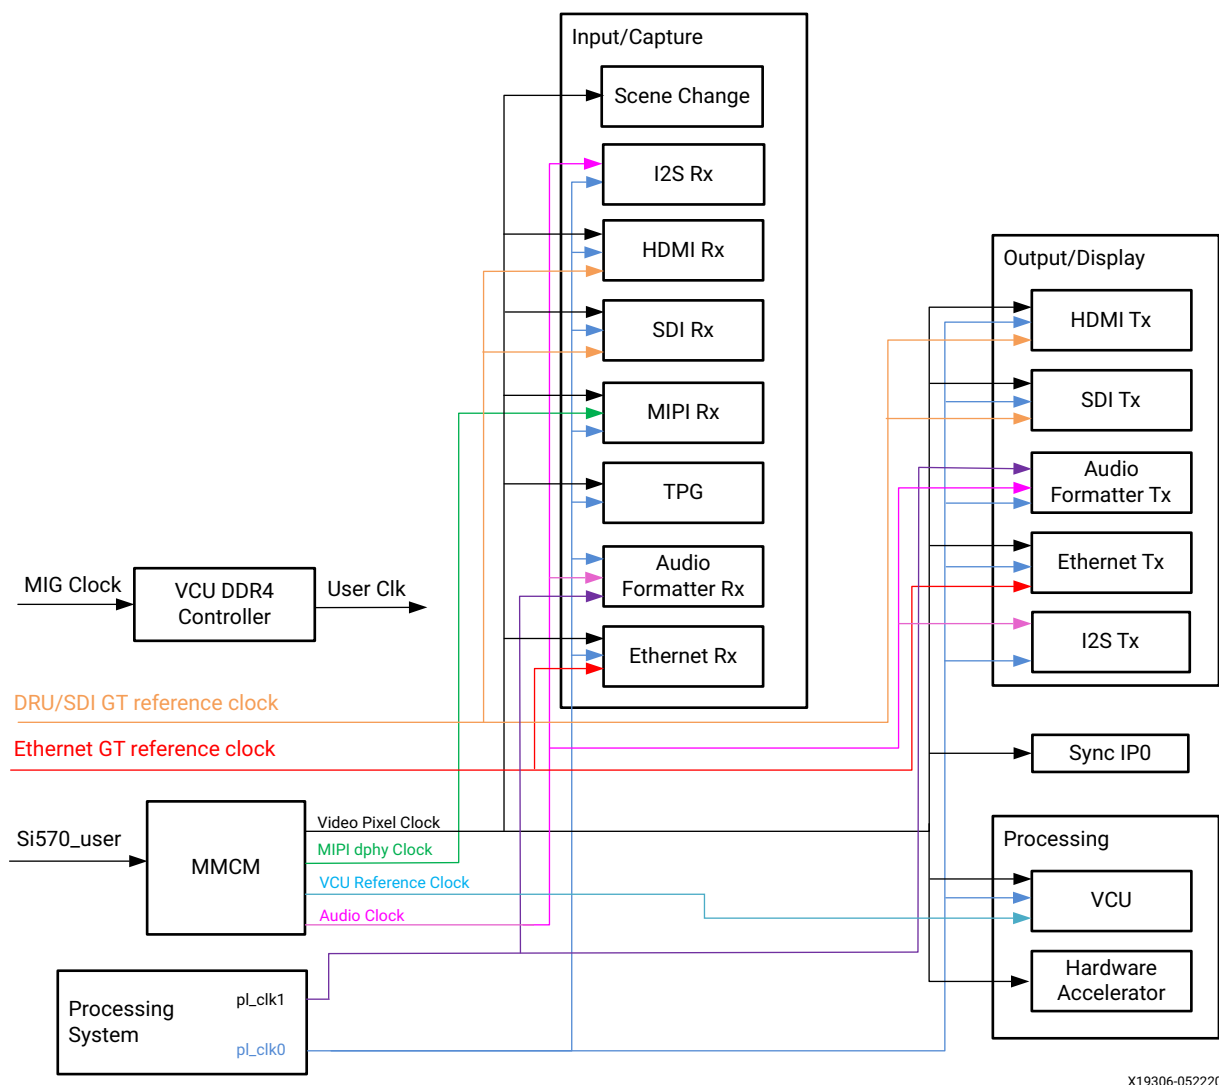 Input/Capture
Scene Change
I2S Rx
HDMI Rx
SDI Rx
MIPI Rx
TPG
Audio
Formatter Rx
Ethernet Rx
Output/Display
HDMI Tx
SDI Tx
Audio
Formatter Tx
Ethernet Tx
I2S Tx
MIG Clock
VCU DDR4
Controller
User Clk
DRU/SDI GT reference clock
Ethernet GT reference clock
Sync IP0
Si570_user
MMCM
Video Pixel Clock
MIPI dphy Clock
VCU Reference Clock
Audio Clock
Processing
VCU
Hardware
Accelerator
Processing
System
pl_clk1
pl_clk0
X19306-052220